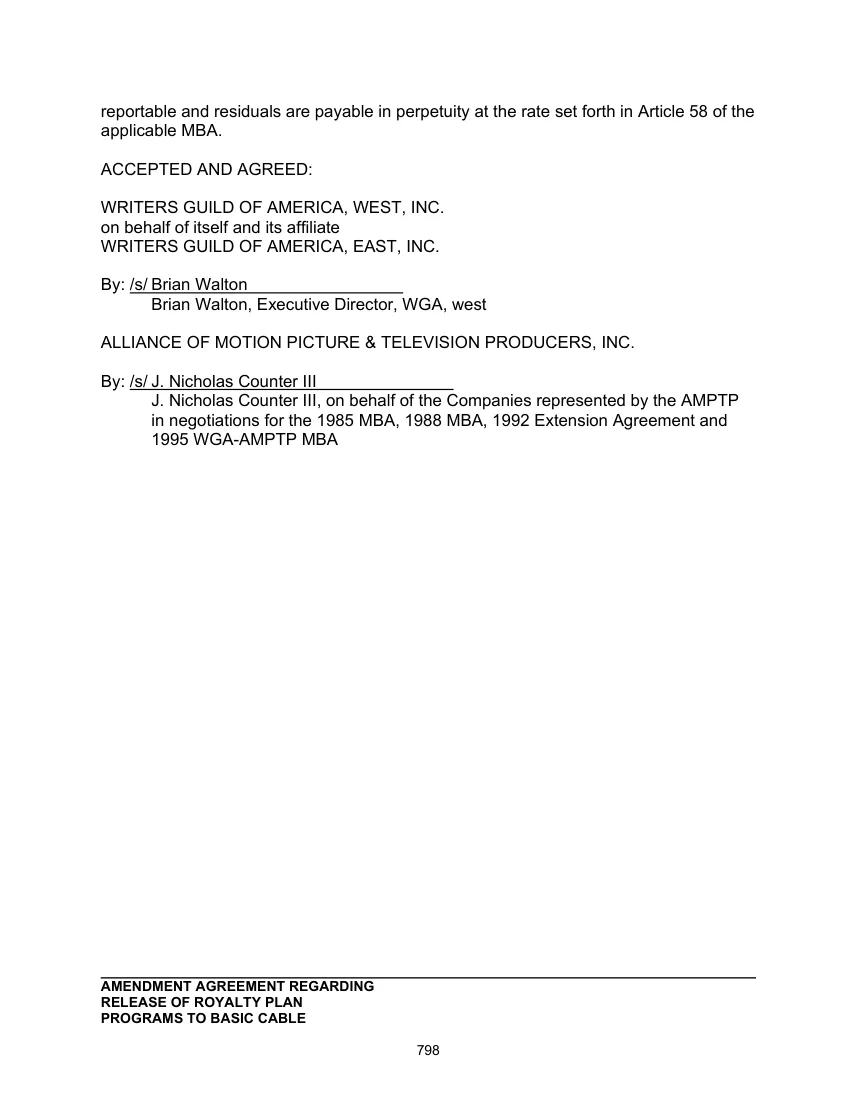 reportable and residuals are payable in perpetuity at the rate set forth in Article 58 of the
applicable MBA.
ACCEPTED AND AGREED:
WRITERS GUILD OF AMERICA, WEST, INC.
on behalf of itself and its affiliate
WRITERS GUILD OF AMERICA, EAST, INC.
By: /s/ Brian Walton
Brian Walton, Executive Director, WGA, west
ALLIANCE OF MOTION PICTURE & TELEVISION PRODUCERS, INC.
By: /s/ J. Nicholas Counter III
J. Nicholas Counter III, on behalf of the Companies represented by the AMPTP
in negotiations for the 1985 MBA, 1988 MBA, 1992 Extension Agreement and
1995 WGA-AMPTP MBA
AMENDMENT AGREEMENT REGARDING
RELEASE OF ROYALTY PLAN
PROGRAMS TO BASIC CABLE
798